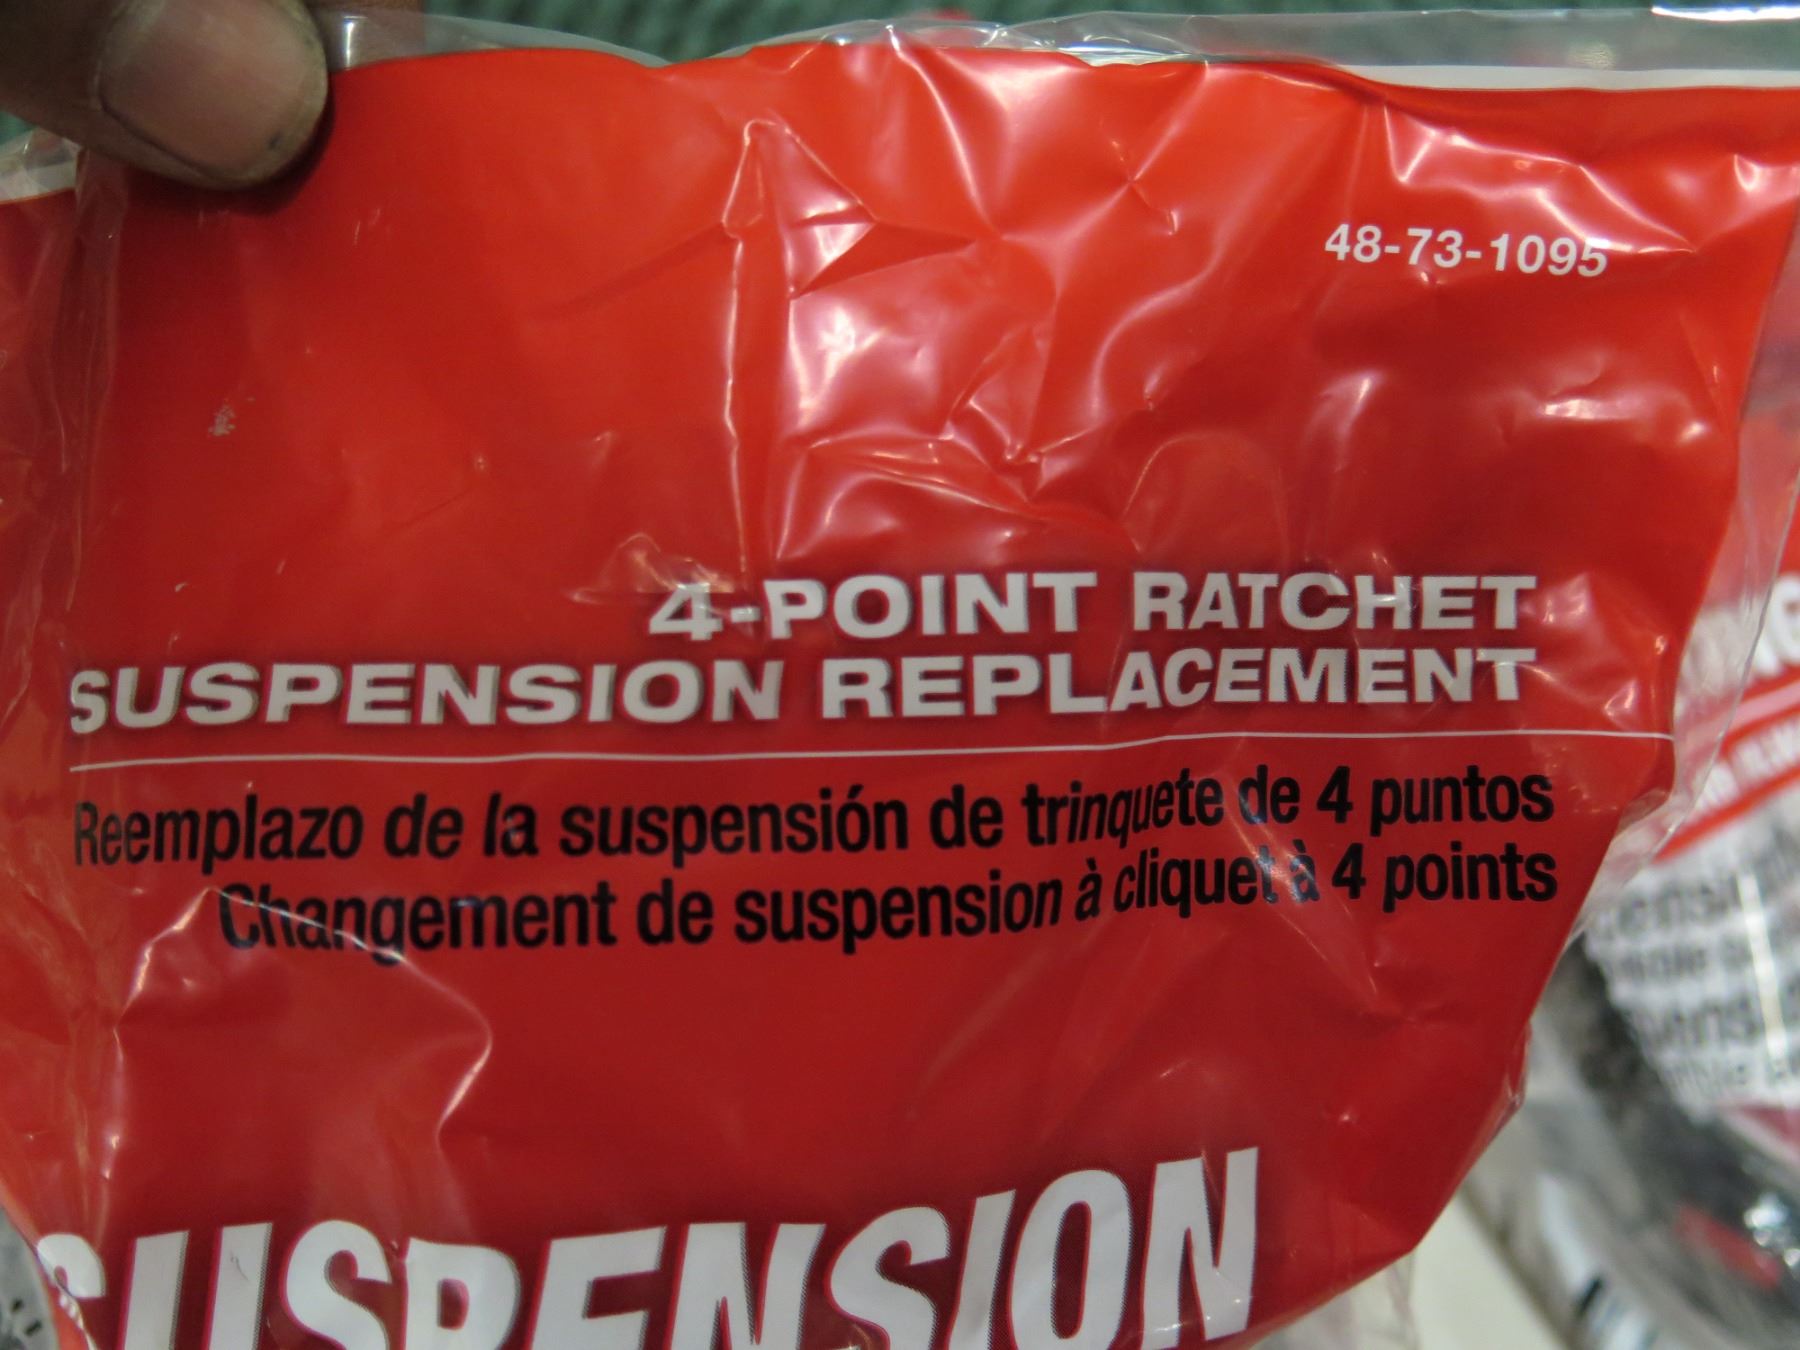 48-73-1095
4-POINT RATCHET
SUSPENSION REPLACEMENT
Reemplazo de la suspensión de trinquete de 4 puntos
Changement de suspension à cliquet à 4 points
SUSPENSION